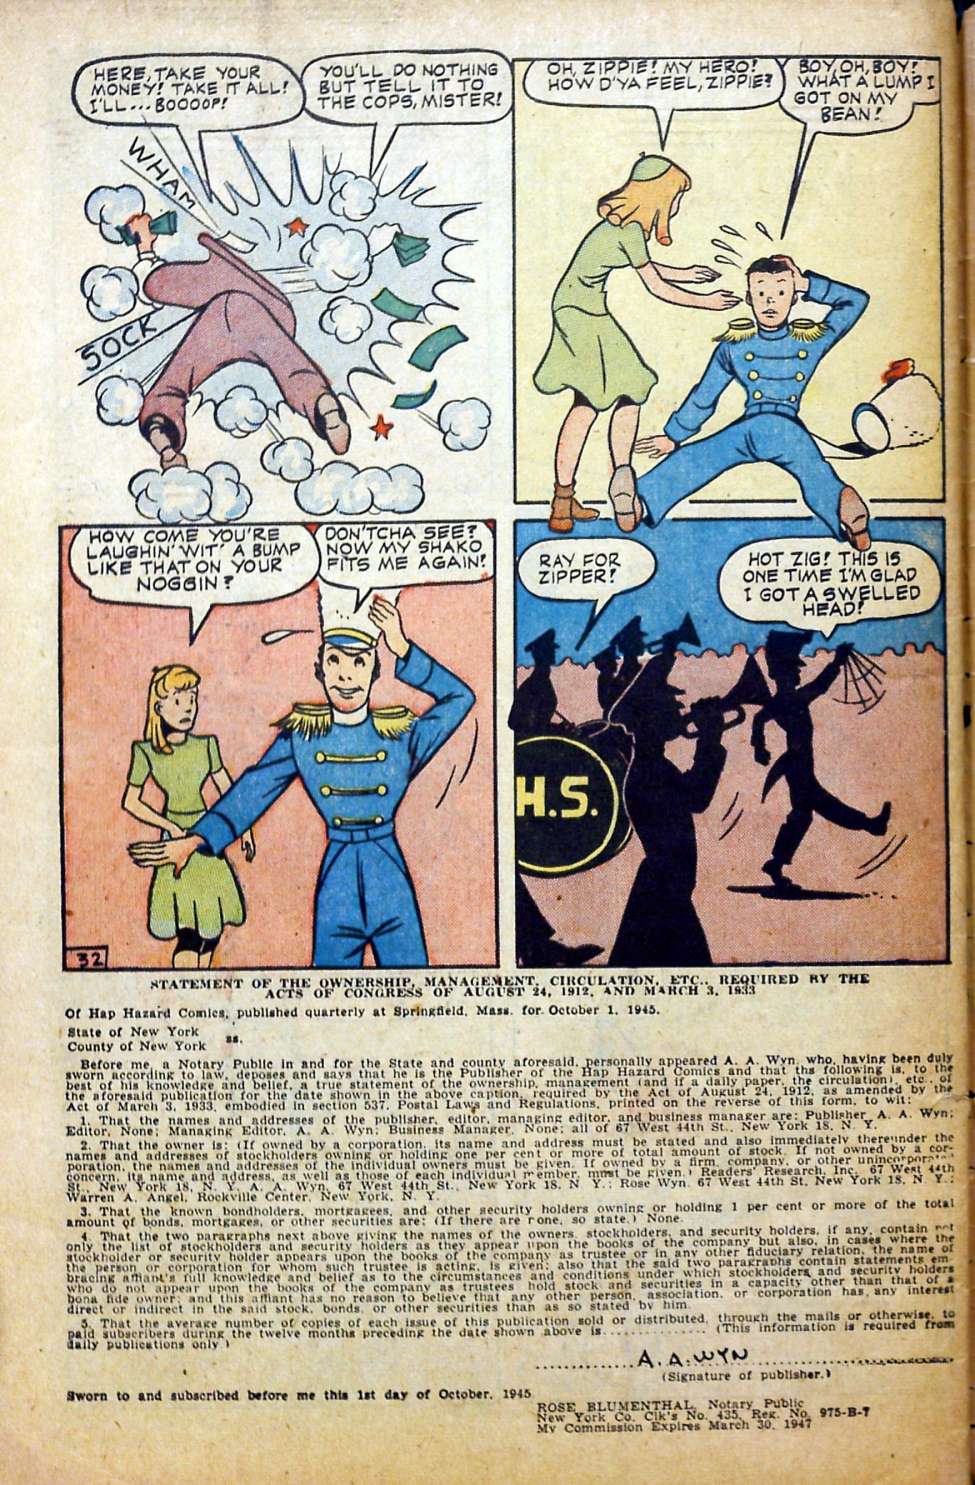 HERE, TAKE YOUR
MONEY! TAKE IT ALL!
I'LL... BOOOOP!
YOU'LL DO NOTHING
BUT TELL IT TO
THE COPS, MISTER!
WHAM
SOCK
OH, ZIPPIE! MY HERO!
HOW D'YA FEEL, ZIPPIE?
BOY, OH, BOY!
WHAT A LUMP I
GOT ON MY
BEAN!
HOW COME YOU'RE
LAUGHIN' WIT' A BUMP
LIKE THAT ON YOUR
NOGGIN?
DON'TCHA SEE?
NOW MY SHAKO
FITS ME AGAIN!
32
RAY FOR
ZIPPER!
HOT ZIG! THIS IS
ONE TIME I'M GLAD
I GOT A SWELLED
HEAD!
H.S.
STATEMENT OF THE OWNERSHIP, MANAGEMENT, CIRCULATION, ETC., REQUIRED BY THE
ACTS OF CONGRESS OF AUGUST 24, 1912, AND MARCH 3, 1933
Of Hap Hazard Comics, published quarterly at Springfield, Mass. for October 1, 1945.
State of New York
County of New York ss.
Before me, a Notary Public in and for the State and county aforesaid, personally appeared A. A. Wyn, who, having been duly
sworn according to law, deposes and says that he is the Publisher of the Hap Hazard Comics and that the following is, to the
best of his knowledge and belief, a true statement of the ownership, management (and if a daily paper, the circulation), etc., of
the aforesaid publication for the date shown in the above caption, required by the Act of August 24, 1912, as amended by the
Act of March 3, 1933, embodied in section 537, Postal Laws and Regulations, printed on the reverse of this form, to wit:
1. That the names and addresses of the publisher, editor, managing editor, and business manager are: Publisher, A. A. Wyn;
Editor, None; Managing Editor, A. A. Wyn; Business Manager, None; all of 67 West 44th St., New York 18, N. Y.
2. That the owner is: (If owned by a corporation, its name and address must be stated and also immediately thereunder the
names and addresses of stockholders owning or holding one per cent or more of total amount of stock. If not owned by a cor-
poration, the names and addresses of the individual owners must be given. If owned by a firm, company, or other unincorporated
concern, its name and address, as well as those of each individual member, must be given.) Readers' Research, Inc., 67 West 44th
St., New York 18, N. Y.; A. A. Wyn, 67 West 44th St., New York 18, N. Y.; Rose Wyn, 67 West 44th St, New York 18, N. Y.;
Warren A. Angel, Rockville Center, New York, N. Y.
3. That the known bondholders, mortgagees, and other security holders owning or holding 1 per cent or more of the total
amount of bonds, mortgages, or other securities are: (If there are none, so state.) None.
4. That the two paragraphs next above giving the names of the owners, stockholders, and security holders, if any, contain not
only the list of stockholders and security holders as they appear upon the books of the company but also, in cases where the
stockholder or security holder appears upon the books of the company as trustee or in any other fiduciary relation, the name of
the person or corporation for whom such trustee is acting, is given; also that the said two paragraphs contain statements em-
bracing affiant's full knowledge and belief as to the circumstances and conditions under which stockholders and security holders
who do not appear upon the books of the company as trustees, hold stock and securities in a capacity other than that of a
bona fide owner; and this affiant has no reason to believe that any other person, association, or corporation has any interest
direct or indirect in the said stock, bonds, or other securities than as so stated by him.
5. That the average number of copies of each issue of this publication sold or distributed, through the mails or otherwise, to
paid subscribers during the twelve months preceding the date shown above is.............. (This information is required from
daily publications only)
A. A. WYN
(Signature of publisher.)
Sworn to and subscribed before me this 1st day of October, 1945
ROSE BLUMENTHAL, Notary Public
New York Co. Clk's No. 435, Reg. No. 975-B-7
My Commission Expires March 30, 1947